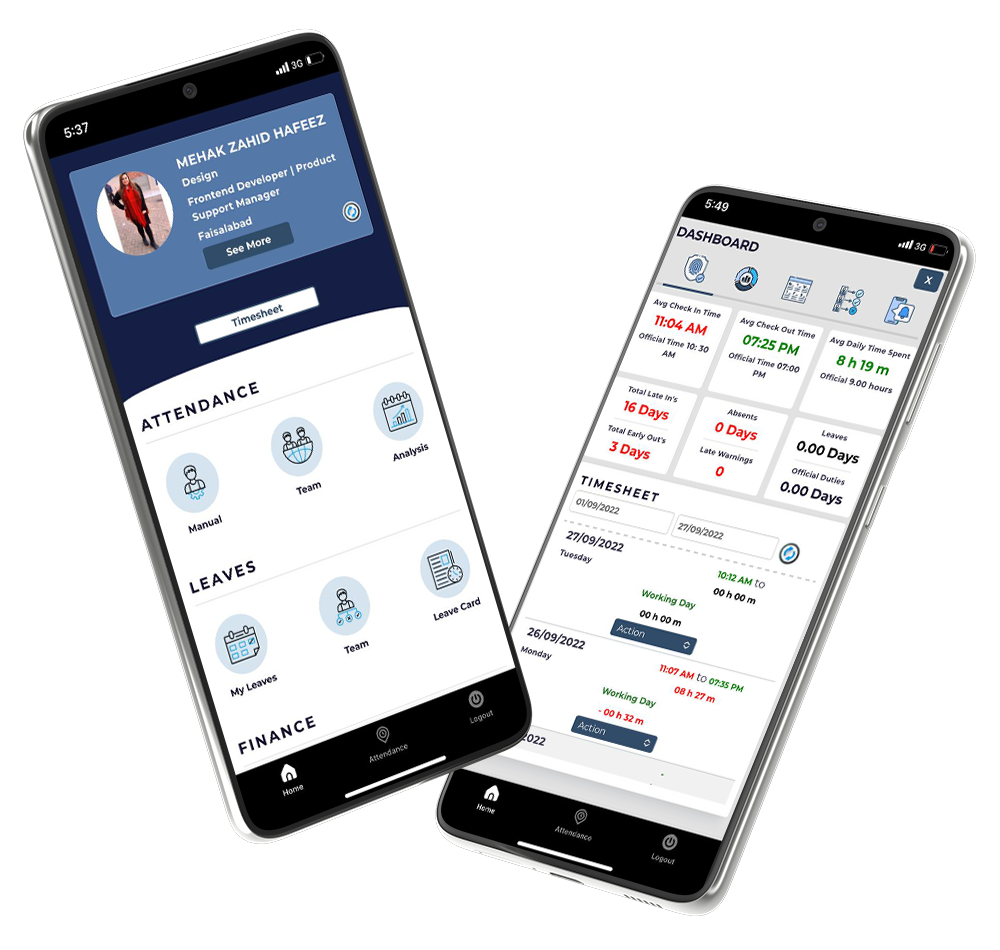 5:37
3G
MEHAK ZAHID HAFEEZ
Design
Frontend Developer | Product
Support Manager
Faisalabad
See More
Timesheet
ATTENDANCE
Manual
Team
Analysis
LEAVES
My Leaves
Team
Leave Card
FINANCE
Home
Attendance
Logout
5:49
3G
DASHBOARD
X
Avg Check In Time
11:04 AM
Official Time 10: 30
AM
Avg Check Out Time
07:25 PM
Official Time 07:00
PM
Avg Daily Time Spent
8 h 19 m
Official 9.00 hours
Total Late In's
16 Days
Total Early Out's
3 Days
Absents
0 Days
Late Warnings
0
Leaves
0.00 Days
Official Duties
0.00 Days
TIMESHEET
01/09/2022
27/09/2022
27/09/2022
Tuesday
10:12 AM to
00 h 00 m
Working Day
00 h 00 m
Action
26/09/2022
Monday
11:07 AM to 07:35 PM
08 h 27 m
Working Day
- 00 h 32 m
Action
2022
-
Home
Attendance
Logout